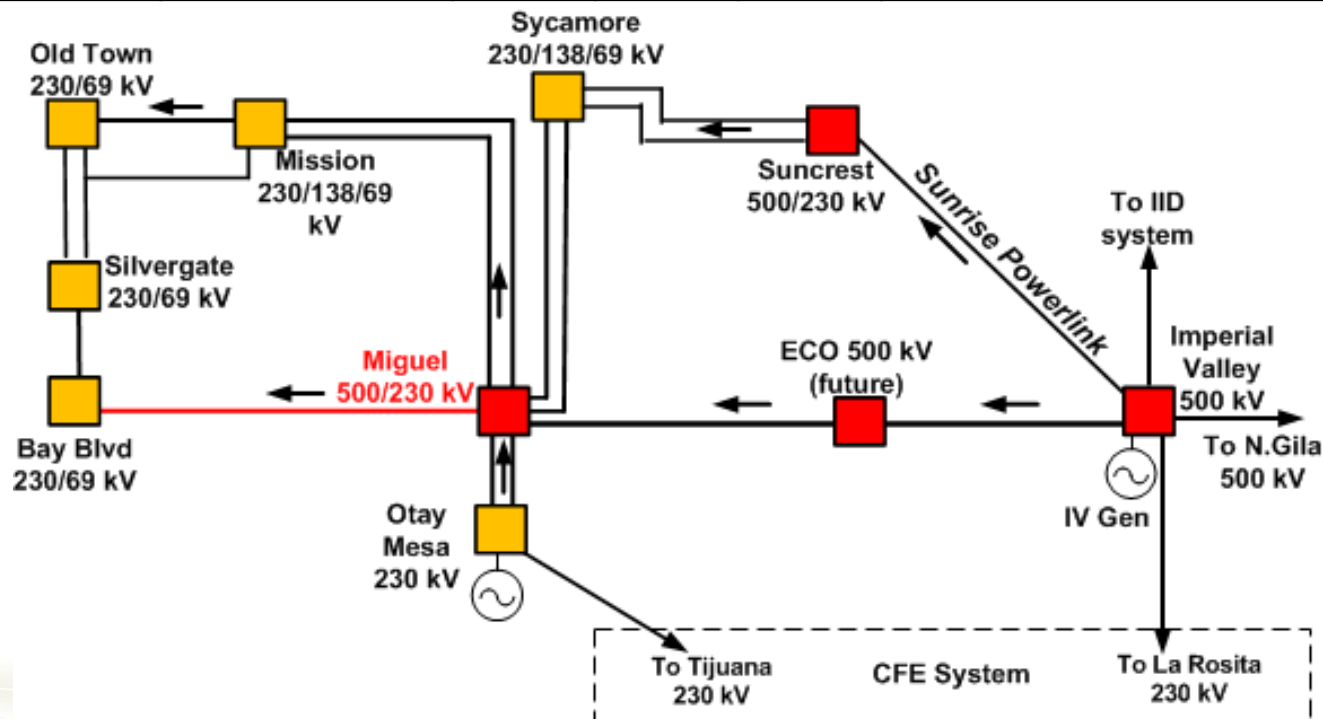 Sycamore
230/138/69 kV
Old Town
230/69 kV
Mission
230/138/69
kV
Suncrest
500/230 kV
Sunrise Powerlink
To IID
system
Silvergate
230/69 kV
Miguel
500/230 kV
ECO 500 kV
(future)
Imperial
Valley
500 kV
Bay Blvd
230/69 kV
To N.Gila
500 kV
IV Gen
Otay
Mesa
230 kV
To Tijuana
230 kV
CFE System
To La Rosita
230 kV